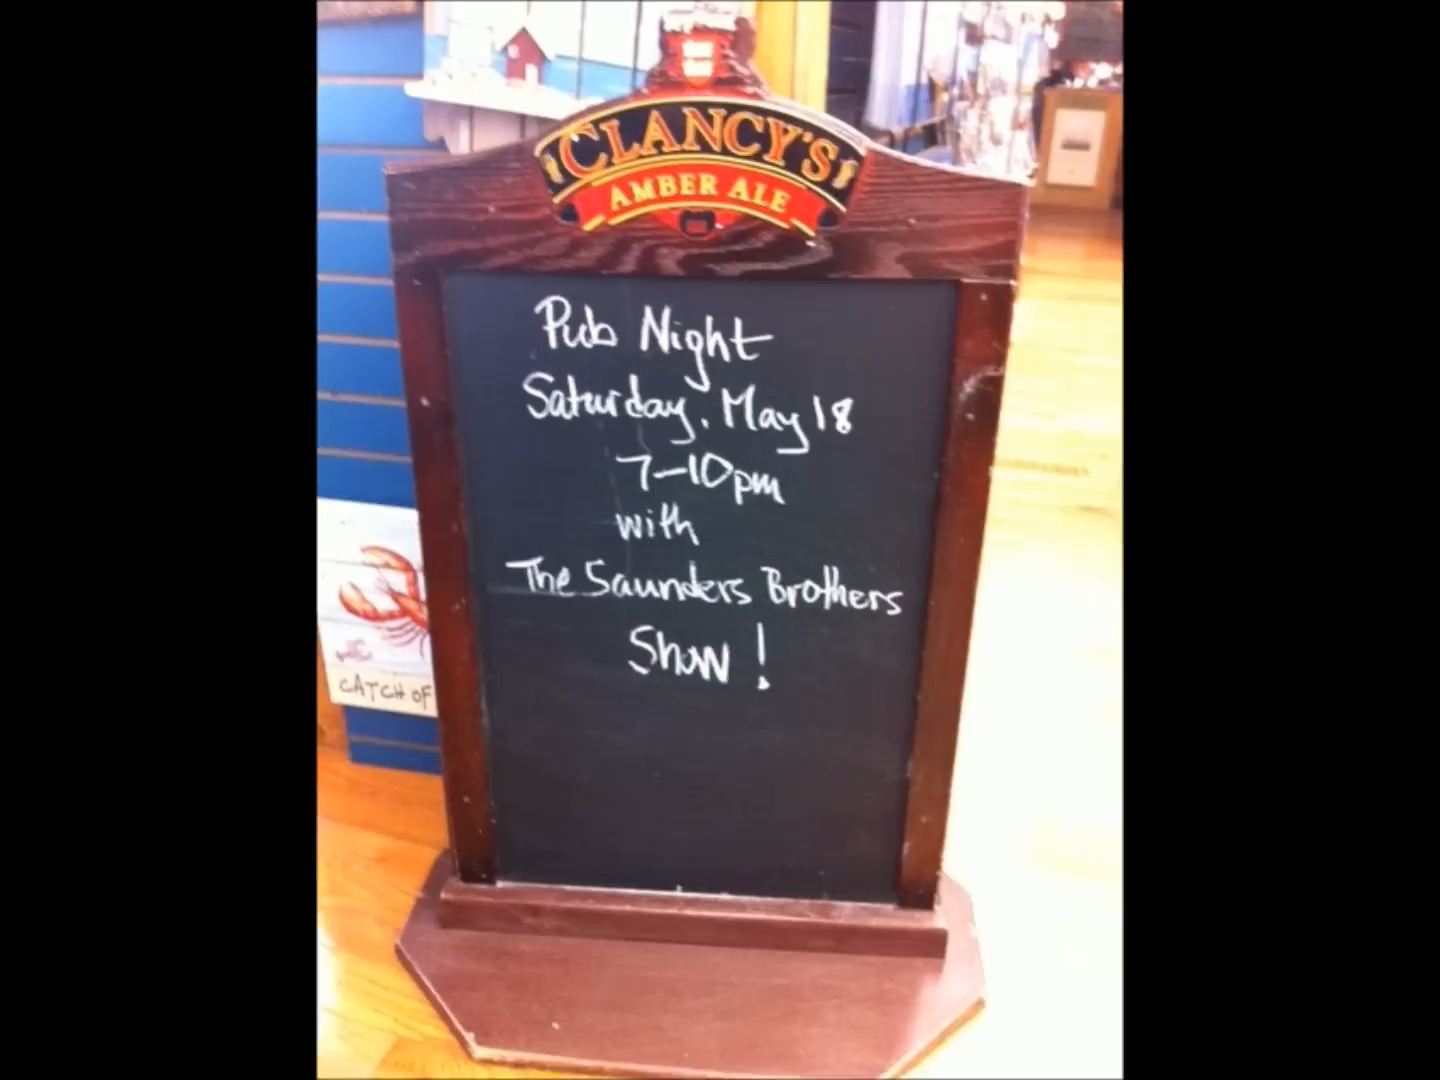 CLANCY'S
AMBER ALE
Pub Night
Saturday, May 18
7-10pm
with
The Saunders Brothers
Show!
CATCH OF